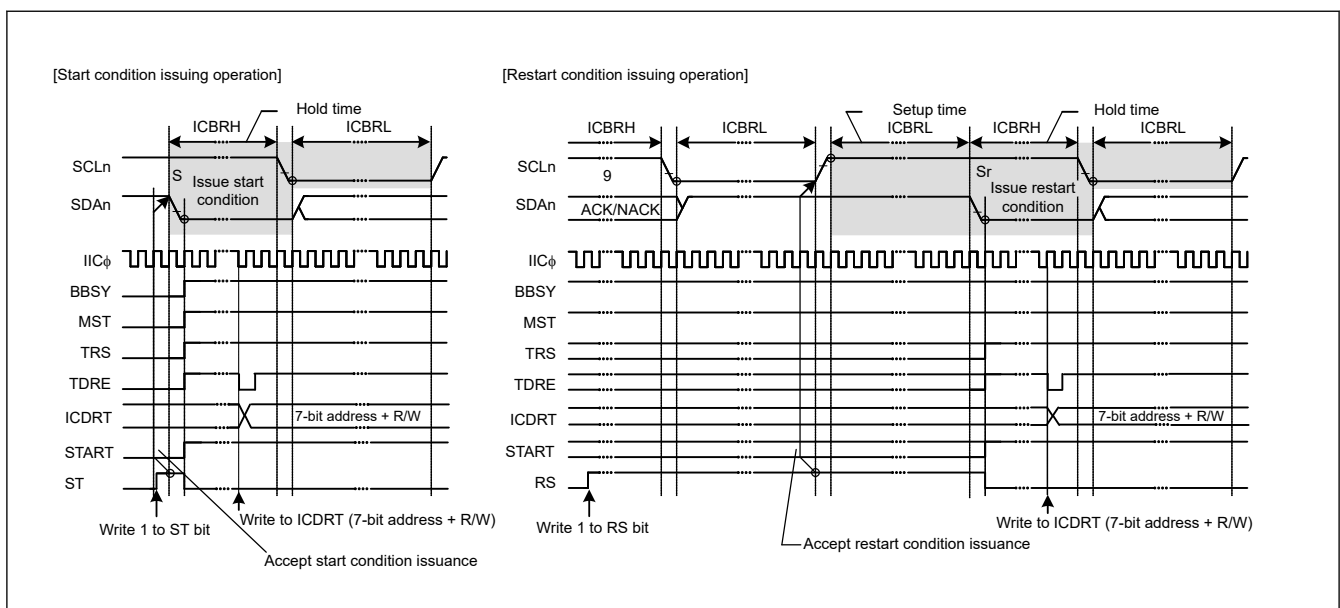 [Start condition issuing operation]
Hold time
ICBRH
ICBRL
SCLn
S
Issue start
condition
SDAn
IICϕ
BBSY
MST
TRS
TDRE
ICDRT
7-bit address + R/W
START
ST
Write 1 to ST bit
Write to ICDRT (7-bit address + R/W)
Accept start condition issuance
[Restart condition issuing operation]
Setup time
Hold time
ICBRH
ICBRL
ICBRL
ICBRH
ICBRL
SCLn
9
Sr
Issue restart
condition
SDAn
ACK/NACK
IICϕ
BBSY
MST
TRS
TDRE
ICDRT
7-bit address + R/W
START
RS
Write 1 to RS bit
Write to ICDRT (7-bit address + R/W)
Accept restart condition issuance